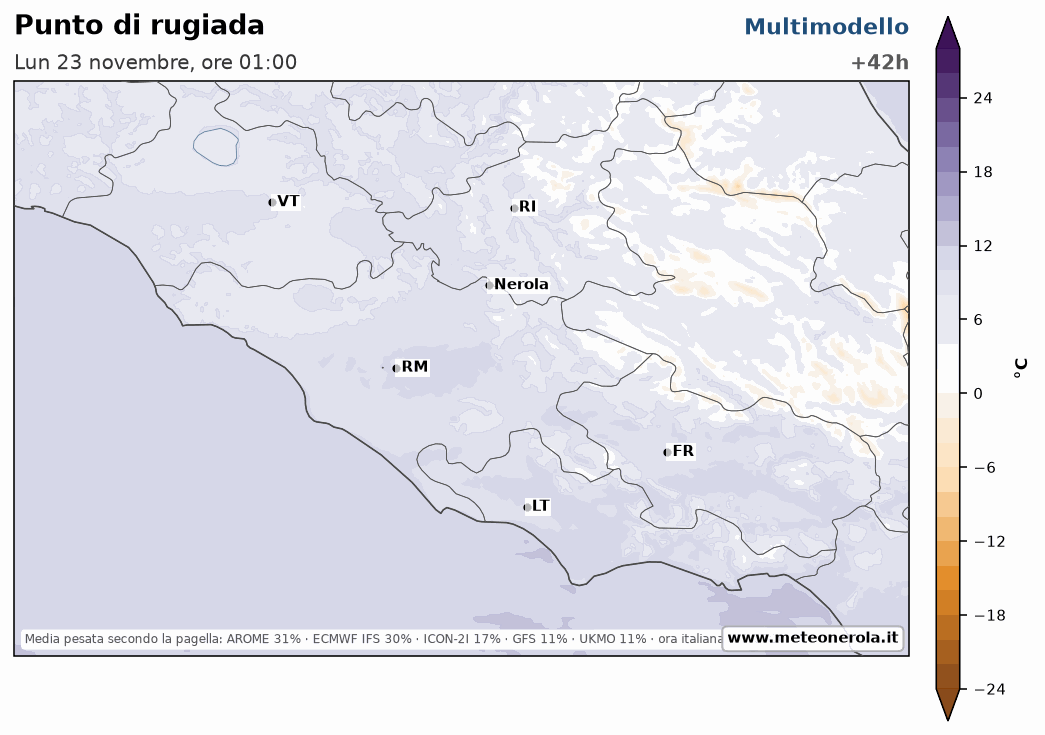 Punto di rugiada
Multimodello
Lun 23 novembre, ore 01:00
+42h
VT
RI
Nerola
RM
FR
LT
Media pesata secondo la pagella: AROME 31% · ECMWF IFS 30% · ICON-2I 17% · GFS 11% · UKMO 11% · ora italiana
www.meteonerola.it
24
18
12
6
0
−6
−12
−18
−24
°C